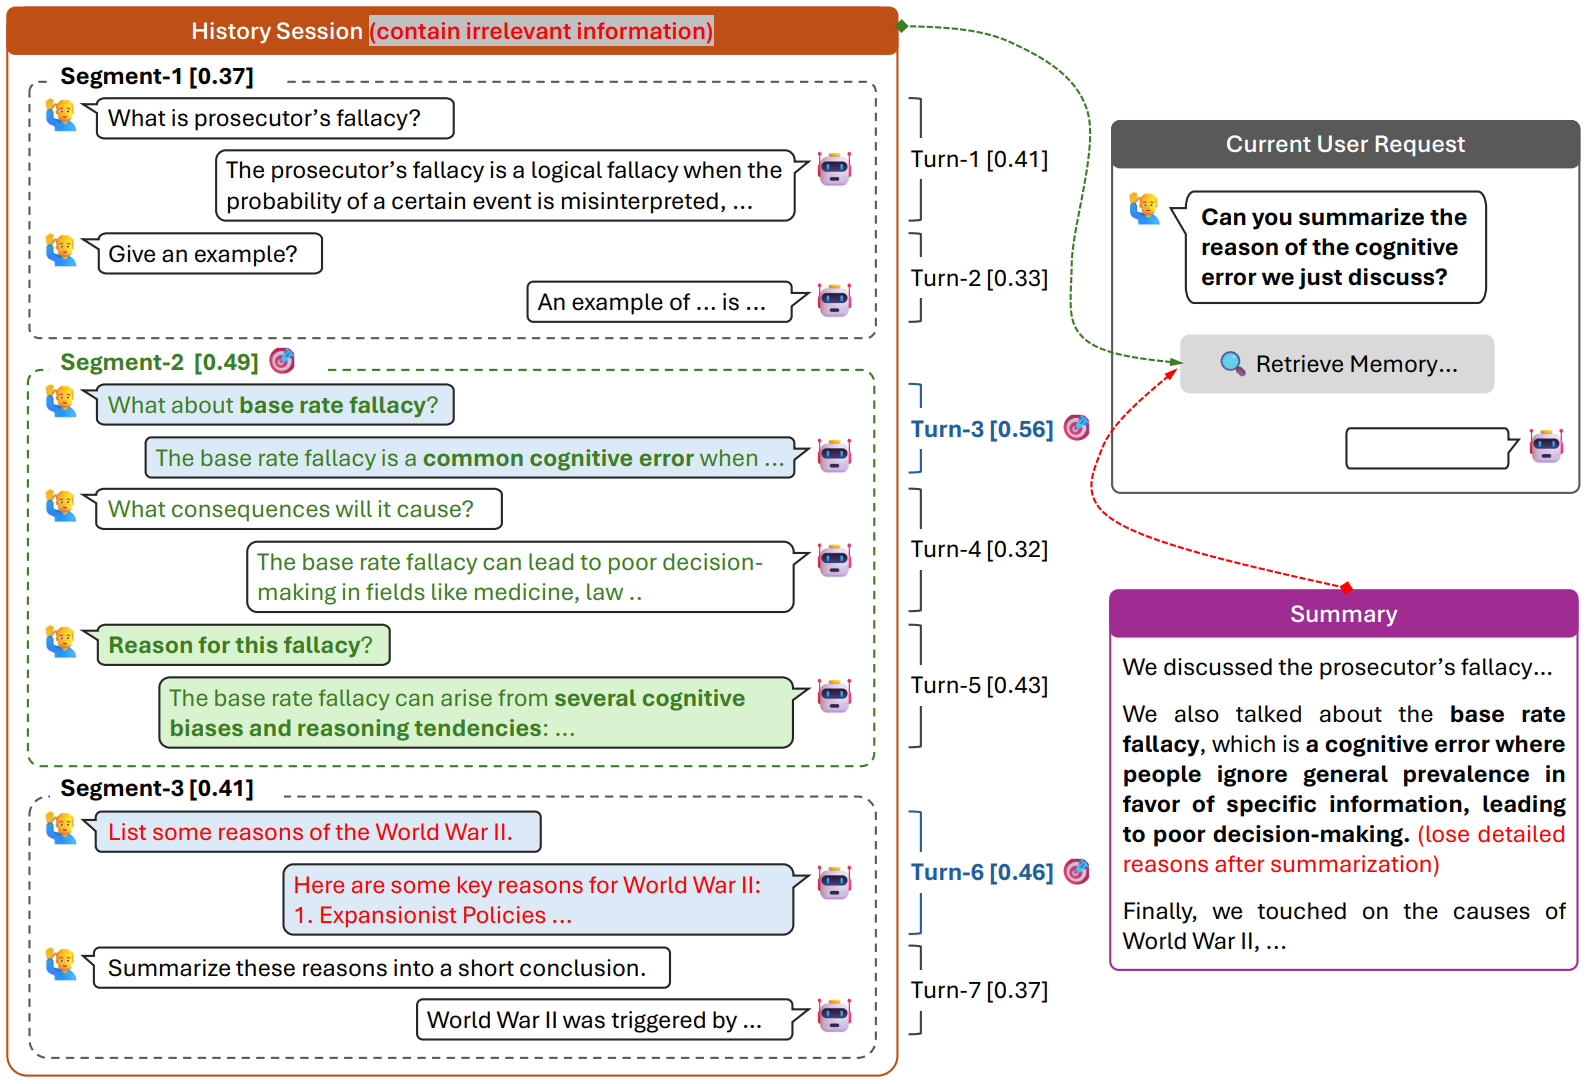 History Session (contain irrelevant information)
Segment-1 [0.37]
What is prosecutor's fallacy?
The prosecutor's fallacy is a logical fallacy when the
probability of a certain event is misinterpreted, ...
Turn-1 [0.41]
Give an example?
An example of ... is ...
Turn-2 [0.33]
Segment-2 [0.49]
What about base rate fallacy?
The base rate fallacy is a common cognitive error when ...
Turn-3 [0.56]
What consequences will it cause?
The base rate fallacy can lead to poor decision-
making in fields like medicine, law ..
Turn-4 [0.32]
Reason for this fallacy?
The base rate fallacy can arise from several cognitive
biases and reasoning tendencies: ...
Turn-5 [0.43]
Segment-3 [0.41]
List some reasons of the World War II.
Here are some key reasons for World War II:
1. Expansionist Policies ...
Turn-6 [0.46]
Summarize these reasons into a short conclusion.
World War II was triggered by ...
Turn-7 [0.37]
Current User Request
Can you summarize the
reason of the cognitive
error we just discuss?
Retrieve Memory...
Summary
We discussed the prosecutor's fallacy...
We also talked about the base rate
fallacy, which is a cognitive error where
people ignore general prevalence in
favor of specific information, leading
to poor decision-making. (lose detailed
reasons after summarization)
Finally, we touched on the causes of
World War II, ...